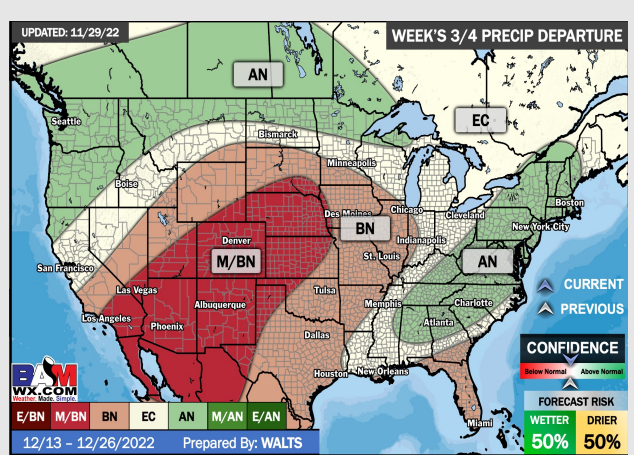 UPDATED: 11/29/22
WEEK'S 3/4 PRECIP DEPARTURE
AN
EC
Seattle
Bismarck
Minneapolis
Boise
Boston
Des Moines
Chicago
Cleveland
New York City
BN
Denver
Indianapolis
San Francisco
M/BN
St. Louis
AN
CURRENT
Las Vegas
Tulsa
Memphis
Charlotte
PREVIOUS
Los Angeles
Albuquerque
Phoenix
Atlanta
Dallas
CONFIDENCE
Houston
New Orleans
Below Normal
Above Normal
BAM
WX.COM
Weather. Made. Simple.
FORECAST RISK
E/BN
M/BN
BN
EC
AN
M/AN
E/AN
Miami
WETTER
DRIER
50%
50%
12/13 – 12/26/2022
Prepared By: WALTS